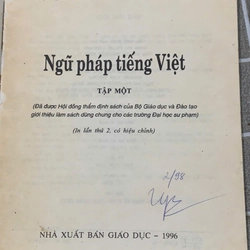 Ngữ pháp tiếng Việt
TẬP MỘT
(Đã được Hội đồng thẩm định sách của Bộ Giáo dục và Đào tạo
giới thiệu làm sách dùng chung cho các trường Đại học sư phạm)
(In lần thứ 2, có hiệu chỉnh)
2/98
NHÀ XUẤT BẢN GIÁO DỤC – 1996